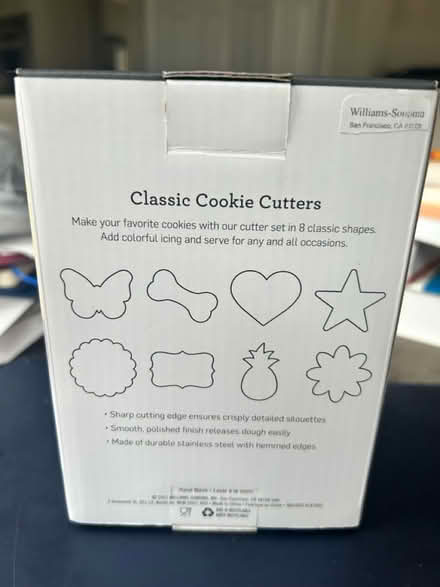 Williams-Sonoma
San Francisco, CA
Classic Cookie Cutters
Make your favorite cookies with our cutter set in 8 classic shapes.
Add colorful icing and serve for any and all occasions.
• Sharp cutting edge ensures crisply detailed silouettes
• Smooth, polished finish releases dough easily
• Made of durable stainless steel with hemmed edges